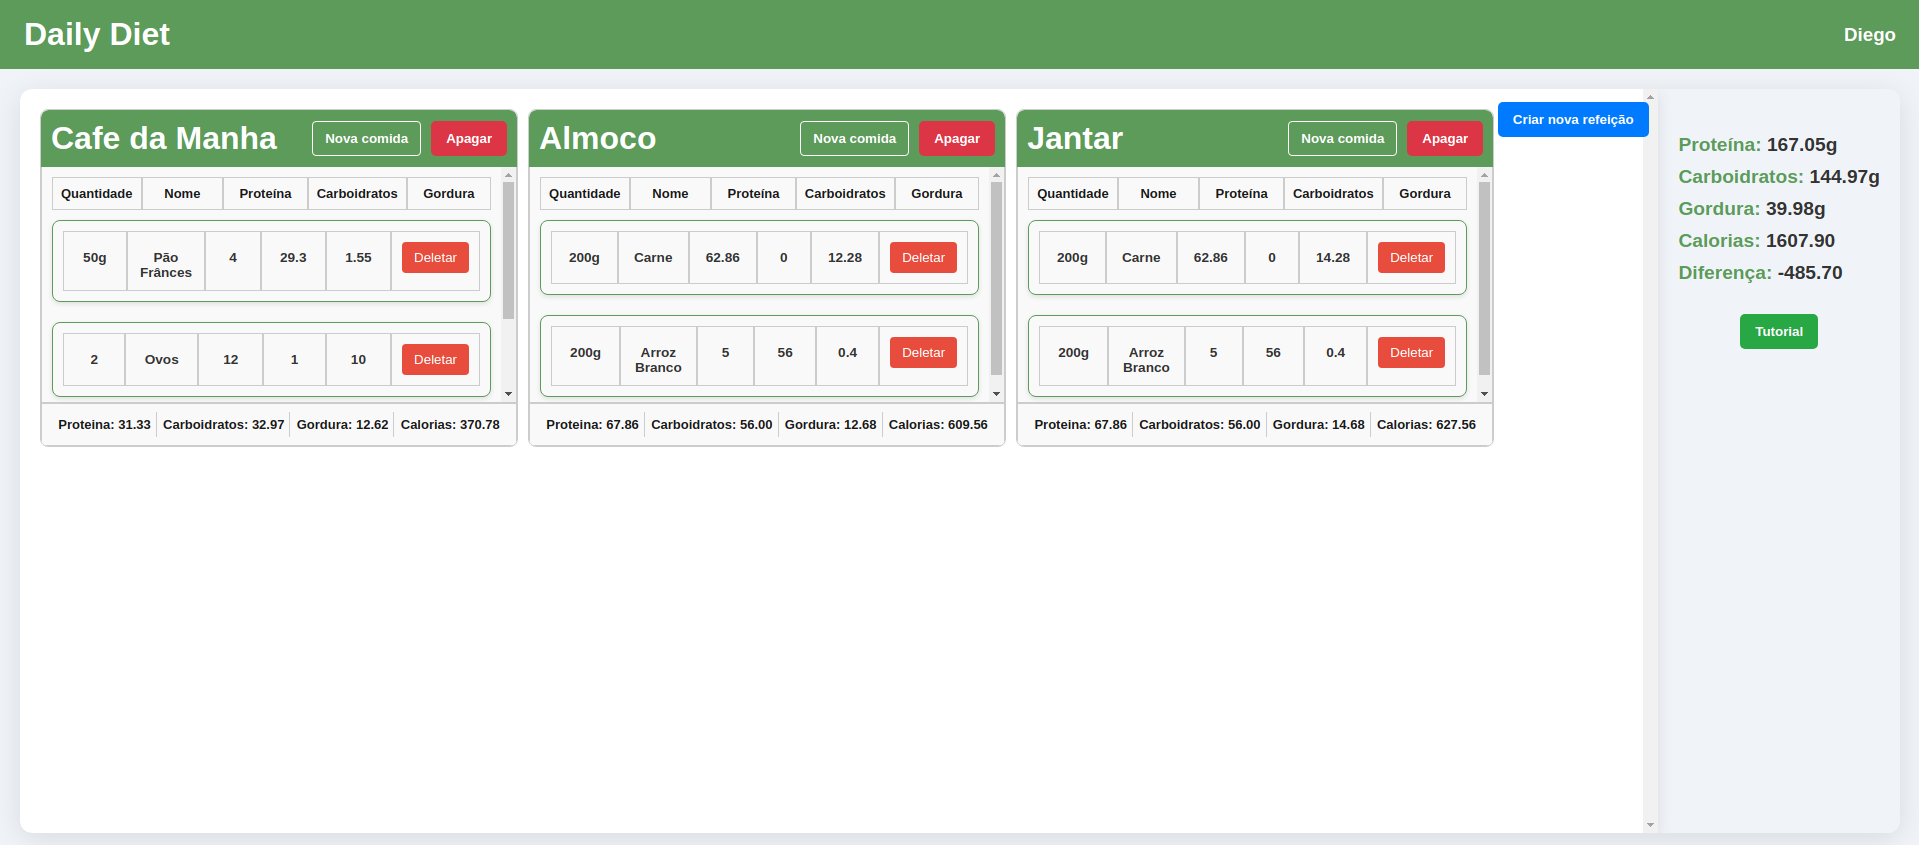 Daily Diet
Diego
Cafe da Manha
Nova comida
Apagar
Quantidade Nome Proteína Carboidratos Gordura
50g Pão Frânces 4 29.3 1.55 Deletar
2 Ovos 12 1 10 Deletar
Proteina: 31.33 Carboidratos: 32.97 Gordura: 12.62 Calorias: 370.78
Almoco
Nova comida
Apagar
Quantidade Nome Proteína Carboidratos Gordura
200g Carne 62.86 0 12.28 Deletar
200g Arroz Branco 5 56 0.4 Deletar
Proteina: 67.86 Carboidratos: 56.00 Gordura: 12.68 Calorias: 609.56
Jantar
Nova comida
Apagar
Quantidade Nome Proteína Carboidratos Gordura
200g Carne 62.86 0 14.28 Deletar
200g Arroz Branco 5 56 0.4 Deletar
Proteina: 67.86 Carboidratos: 56.00 Gordura: 14.68 Calorias: 627.56
Criar nova refeição
Proteína: 167.05g
Carboidratos: 144.97g
Gordura: 39.98g
Calorias: 1607.90
Diferença: -485.70
Tutorial